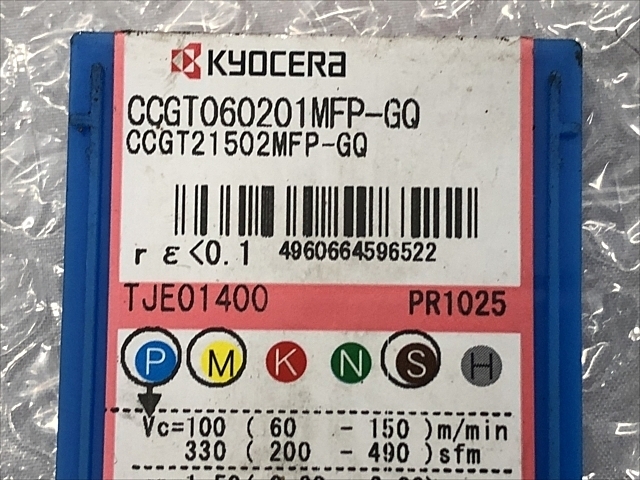 KYOCERA
CCGT060201MFP-GQ
CCGT21502MFP-GQ
r ε<0.1 4960664596522
TJE01400 PR1025
P M K N S H
Vc=100 ( 60 - 150 )m/min
330 ( 200 - 490 )sfm